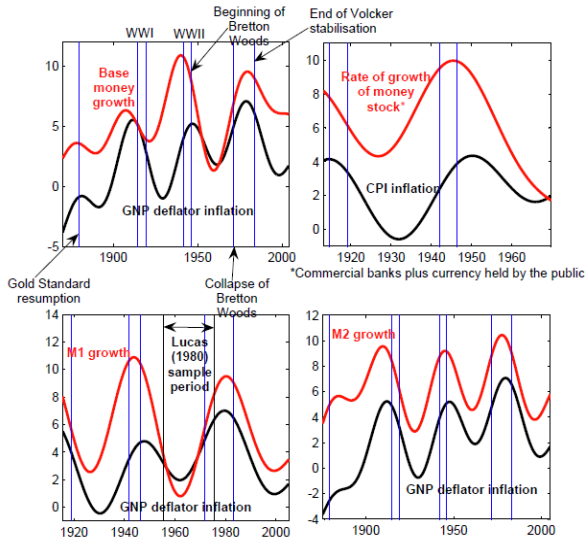 WWI WWII
Beginning of
Bretton
Woods
End of Volcker
stabilisation
10
5
0
-5
Base
money
growth
GNP deflator inflation
1900 1950 2000
10
8
6
4
2
0
Rate of growth
of money
stock*
CPI inflation
1920 1930 1940 1950 1960
Gold Standard
resumption
Collapse of
Bretton
Woods
*Commercial banks plus currency held by the public
14
12
10
8
6
4
2
0
M1 growth
Lucas
(1980)
sample
period
GNP deflator inflation
1920 1940 1960 1980 2000
14
12
10
8
6
4
2
0
-2
-4
M2 growth
GNP deflator inflation
1900 1950 2000